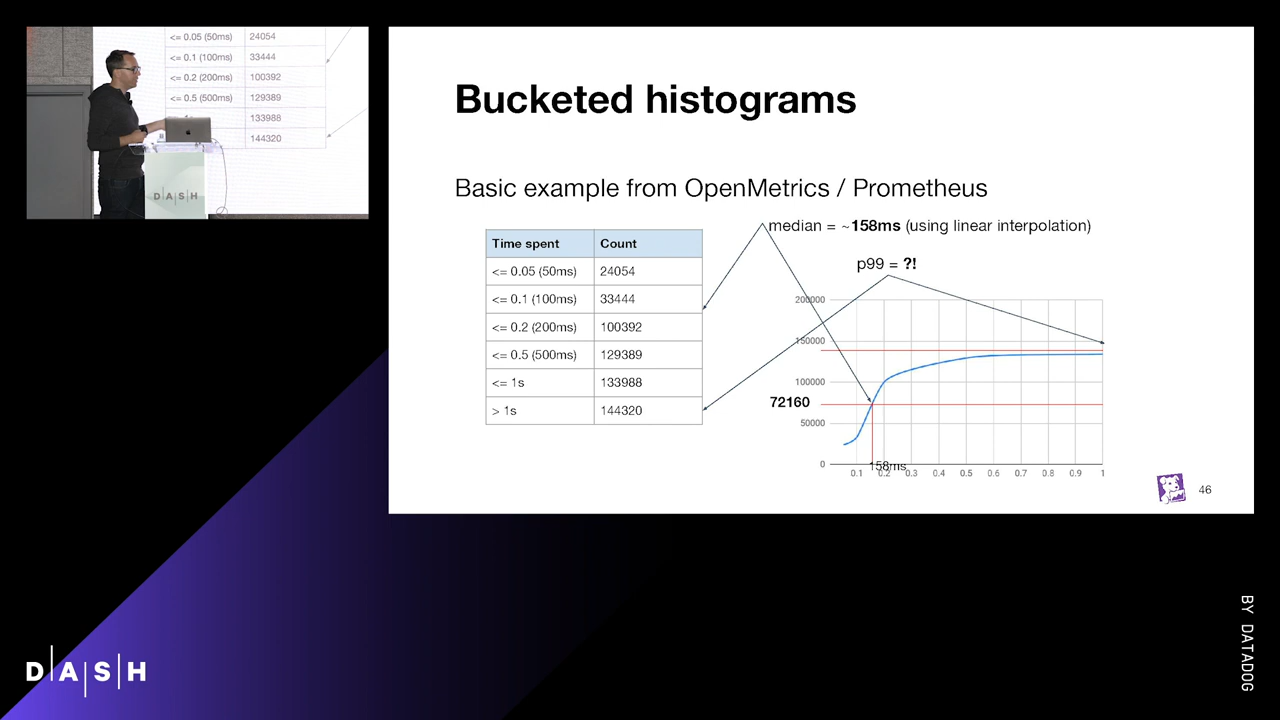 <= 0.05 (50ms) 24054
<= 0.1 (100ms) 33444
<= 0.2 (200ms) 100392
<= 0.5 (500ms) 129389
133988
144320
D|A|S|H
Bucketed histograms
Basic example from OpenMetrics / Prometheus
median = ~158ms (using linear interpolation)
p99 = ?!
Time spent Count
<= 0.05 (50ms) 24054
<= 0.1 (100ms) 33444
<= 0.2 (200ms) 100392
<= 0.5 (500ms) 129389
<= 1s 133988
> 1s 144320
200000
150000
100000
72160
50000
0
158ms
0.1 0.2 0.3 0.4 0.5 0.6 0.7 0.8 0.9 1
46
D|A|S|H
BY DATADOG